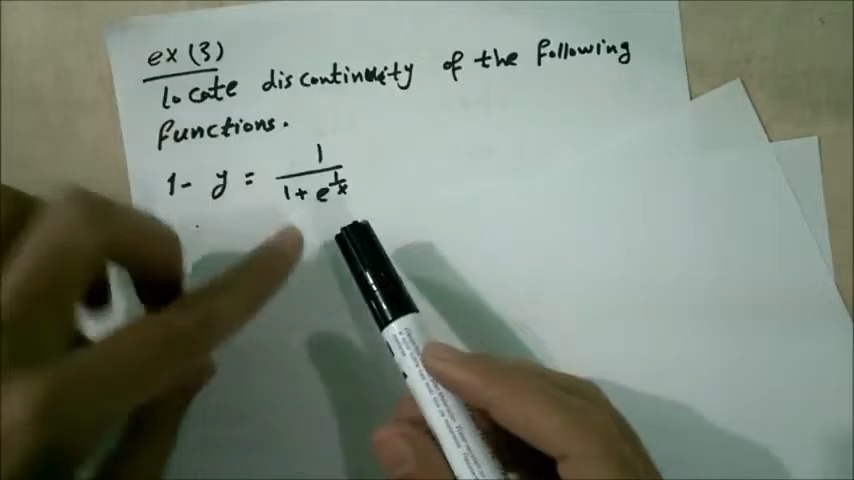 ex (3)
locate discontinuity of the following
functions.
1- y = 1/(1 + e^(1/x))